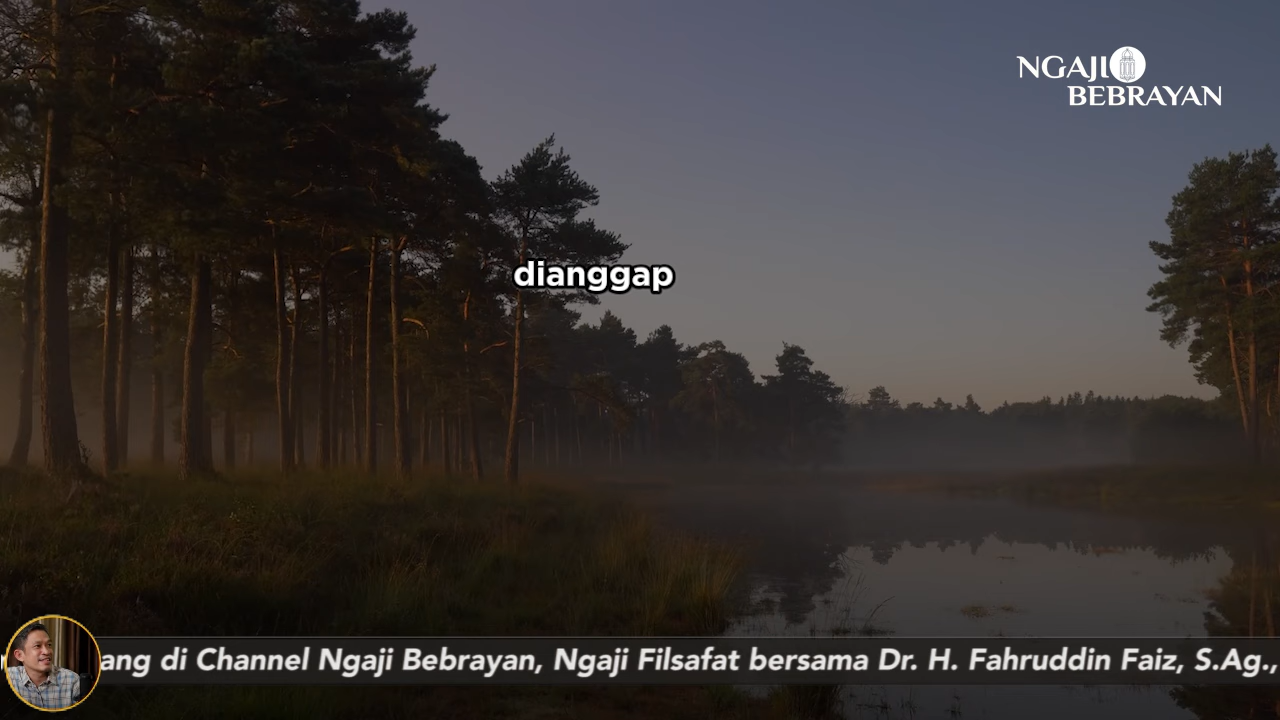 NGAJI
BEBRAYAN
dianggap
ang di Channel Ngaji Bebrayan, Ngaji Filsafat bersama Dr. H. Fahruddin Faiz, S.Ag.,